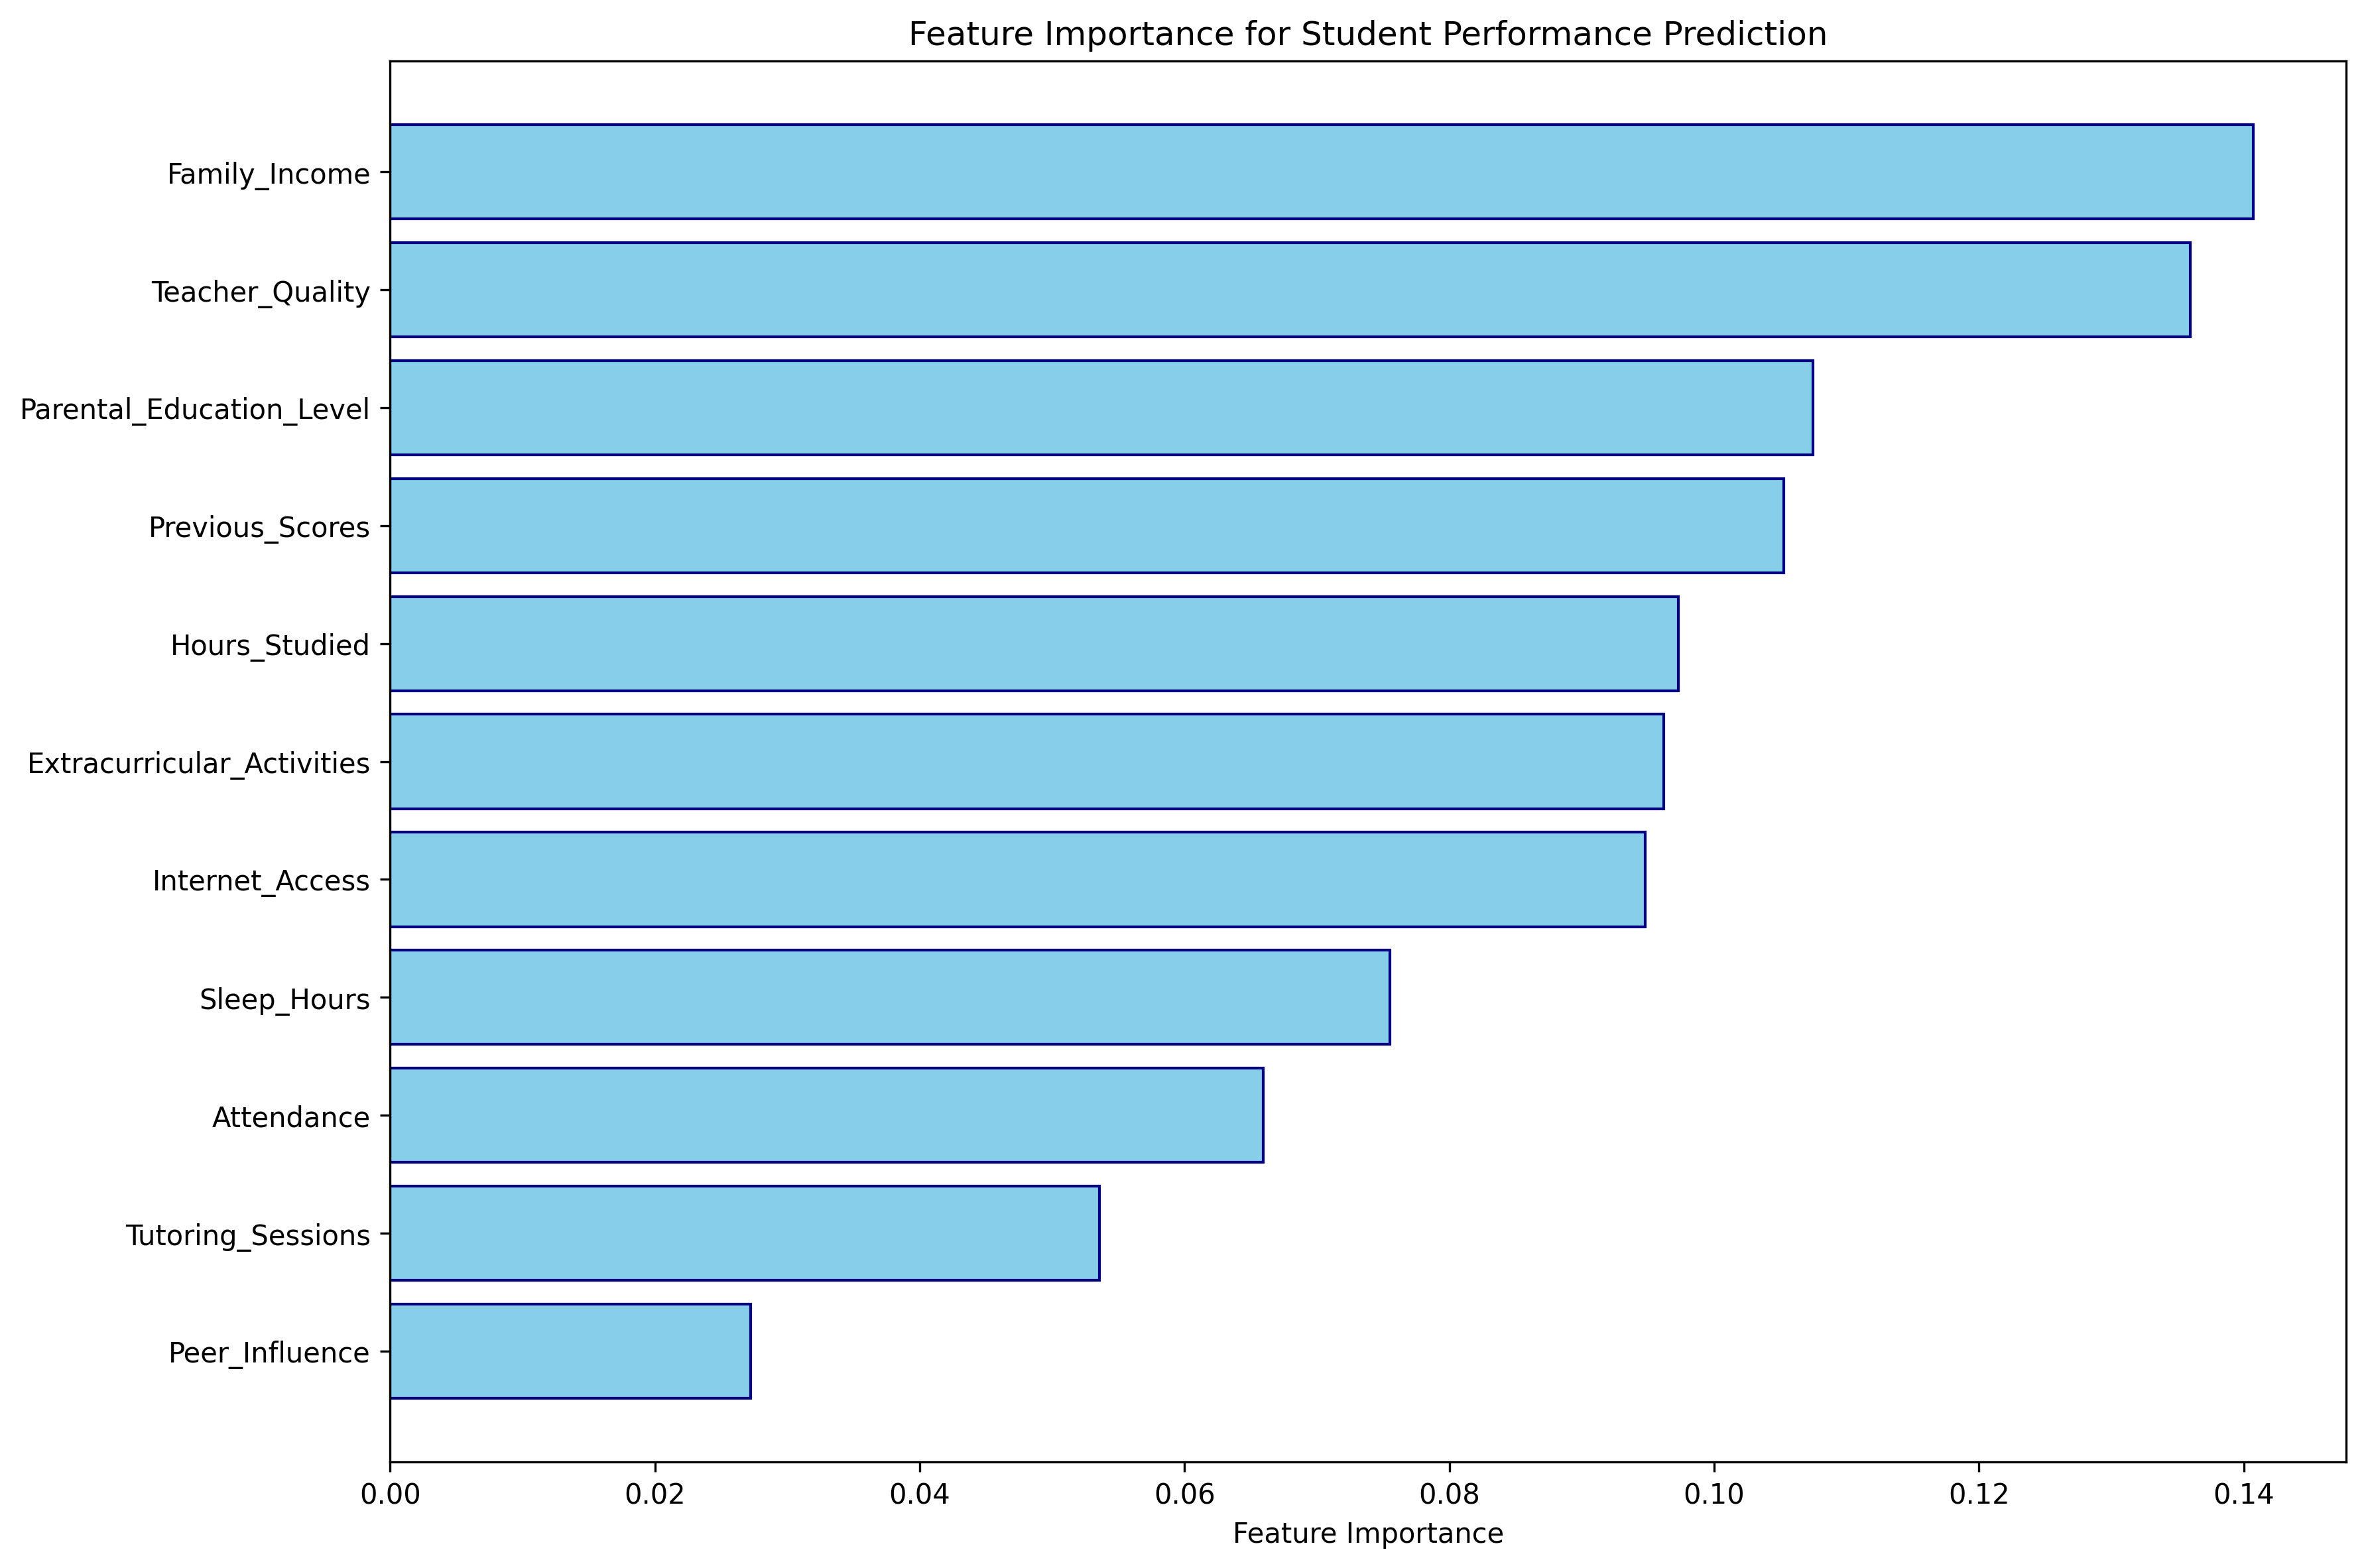 Feature Importance for Student Performance Prediction
Family_Income
Teacher_Quality
Parental_Education_Level
Previous_Scores
Hours_Studied
Extracurricular_Activities
Internet_Access
Sleep_Hours
Attendance
Tutoring_Sessions
Peer_Influence
0.00 0.02 0.04 0.06 0.08 0.10 0.12 0.14
Feature Importance